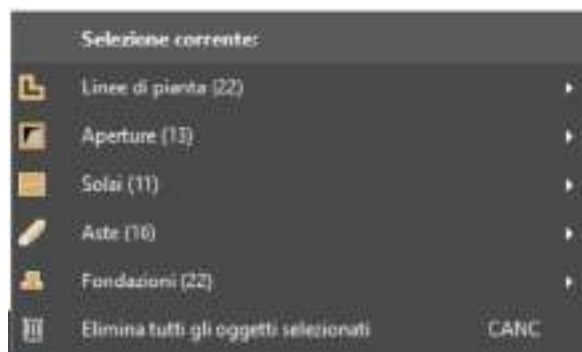 Selezione corrente:
Linee di pianta (22)
Aperture (13)
Solai (11)
Aste (16)
Fondazioni (22)
Elimina tutti gli oggetti selezionati CANC